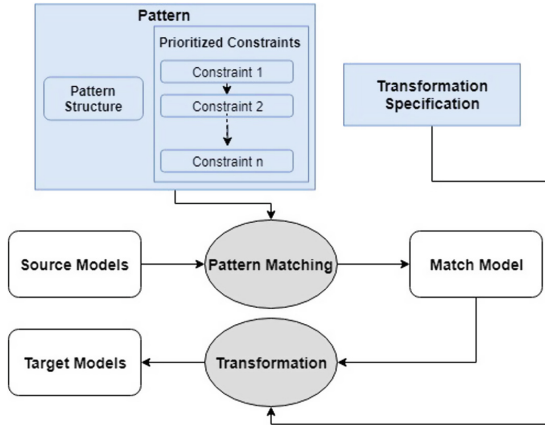 Pattern
Prioritized Constraints
Constraint 1
Pattern
Structure
Constraint 2
Constraint n
Transformation
Specification
Source Models
Pattern Matching
Match Model
Target Models
Transformation